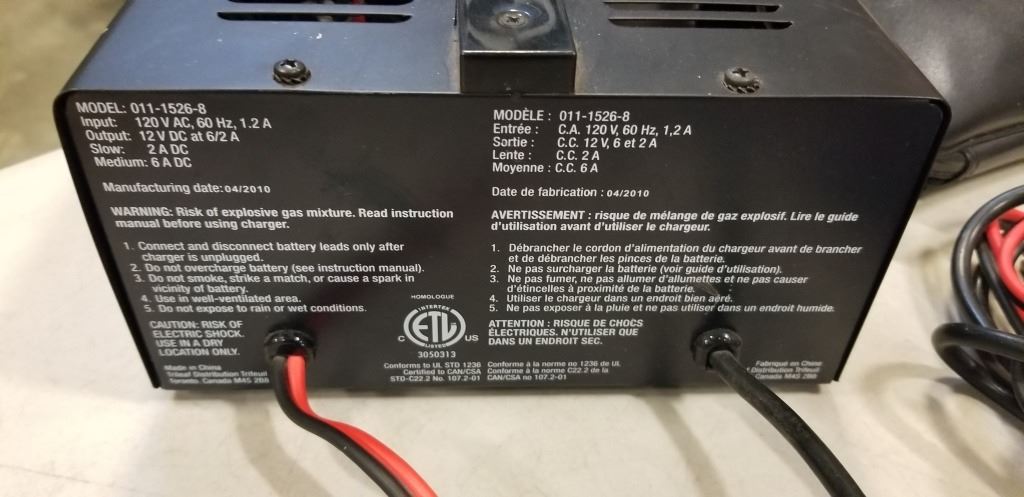 MODEL: 011-1526-8
Input: 120 V AC, 60 Hz, 1.2 A
Output: 12 V DC at 6/2 A
Slow: 2 A DC
Medium: 6 A DC
Manufacturing date: 04/2010
WARNING: Risk of explosive gas mixture. Read instruction
manual before using charger.
1. Connect and disconnect battery leads only after
charger is unplugged.
2. Do not overcharge battery (see instruction manual).
3. Do not smoke, strike a match, or cause a spark in
vicinity of battery.
4. Use in well-ventilated area.
5. Do not expose to rain or wet conditions.
CAUTION: RISK OF
ELECTRIC SHOCK.
USE IN A DRY
LOCATION ONLY.
Made in China
Trileaf Distribution Trifeuil
Toronto, Canada M4S 2B8
HOMOLOGUE
INTERTEK
C ETL US
LISTED
3050313
Conforms to UL STD 1236
Certified to CAN/CSA
STD-C22.2 No. 107.2-01
MODÈLE : 011-1526-8
Entrée : C.A. 120 V, 60 Hz, 1,2 A
Sortie : C.C. 12 V, 6 et 2 A
Lente : C.C. 2 A
Moyenne : C.C. 6 A
Date de fabrication : 04/2010
AVERTISSEMENT : risque de mélange de gaz explosif. Lire le guide
d'utilisation avant d'utiliser le chargeur.
1. Débrancher le cordon d'alimentation du chargeur avant de brancher
et de débrancher les pinces de la batterie.
2. Ne pas surcharger la batterie (voir guide d'utilisation).
3. Ne pas fumer, ne pas allumer d'allumettes et ne pas causer
d'étincelles à proximité de la batterie.
4. Utiliser le chargeur dans un endroit bien aéré.
5. Ne pas exposer à la pluie et ne pas utiliser dans un endroit humide.
ATTENTION : RISQUE DE CHOCS
ÉLECTRIQUES. N'UTILISER QUE
DANS UN ENDROIT SEC.
Conforme à la norme no 1236 de UL
Conforme à la norme C22.2 de la
CAN/CSA no 107.2-01
Fabriqué en Chine
Distribution Trifeuil
Canada M4S 2B8